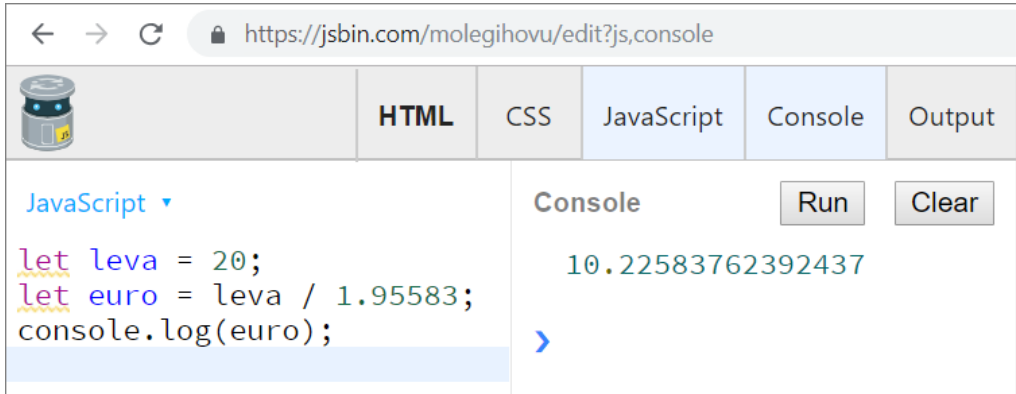 https://jsbin.com/molegihovu/edit?js,console
HTML CSS JavaScript Console Output
JavaScript ▾
Console Run Clear
let leva = 20;
let euro = leva / 1.95583;
console.log(euro);
10.22583762392437
❯